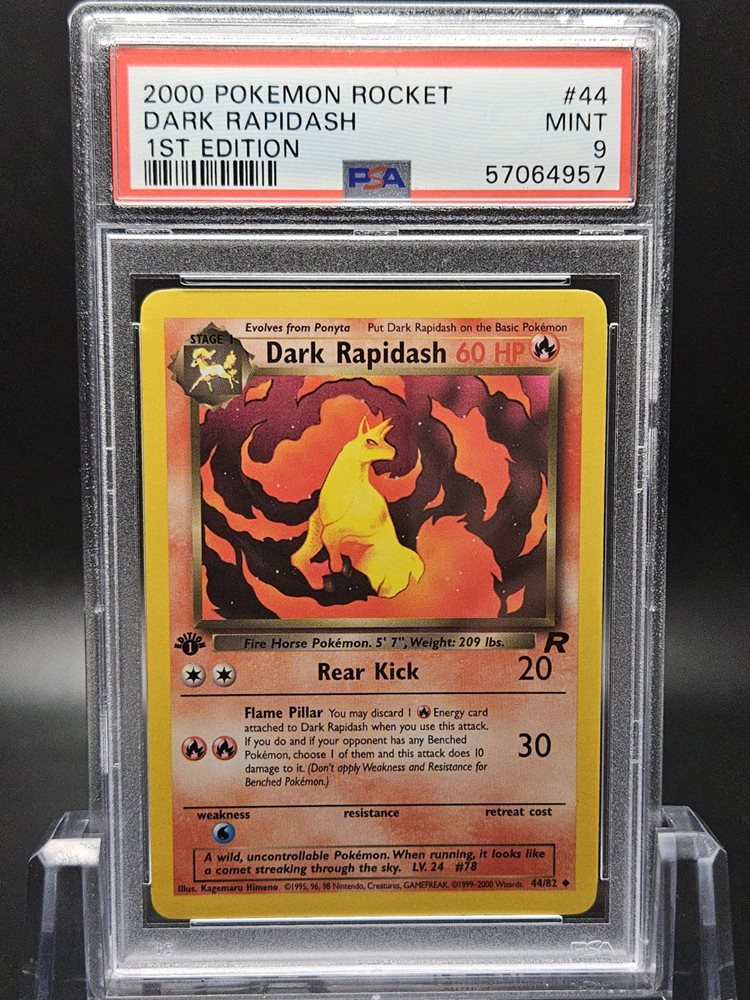 2000 POKEMON ROCKET #44
DARK RAPIDASH MINT
1ST EDITION 9
PSA 57064957
Evolves from Ponyta Put Dark Rapidash on the Basic Pokémon
STAGE 1
Dark Rapidash 60 HP
EDITION
1
Fire Horse Pokémon. 5' 7", Weight: 209 lbs.
R
Rear Kick 20
Flame Pillar You may discard 1 Energy card
attached to Dark Rapidash when you use this attack.
If you do and if your opponent has any Benched
Pokémon, choose 1 of them and this attack does 10
damage to it. (Don't apply Weakness and Resistance for
Benched Pokémon.)
30
weakness resistance retreat cost
A wild, uncontrollable Pokémon. When running, it looks like
a comet streaking through the sky. LV. 24 #78
Illus. Kagemaru Himeno ©1995, 96, 98 Nintendo, Creatures, GAMEFREAK. ©1999-2000 Wizards. 44/82
PSA